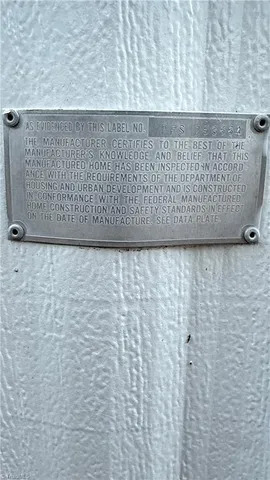 AS EVIDENCED BY THIS LABEL NO.
THE MANUFACTURER CERTIFIES TO THE BEST OF THE
MANUFACTURER'S KNOWLEDGE AND BELIEF THAT THIS
MANUFACTURED HOME HAS BEEN INSPECTED IN ACCORD-
ANCE WITH THE REQUIREMENTS OF THE DEPARTMENT OF
HOUSING AND URBAN DEVELOPMENT AND IS CONSTRUCTED
IN CONFORMANCE WITH THE FEDERAL MANUFACTURED
HOME CONSTRUCTION AND SAFETY STANDARDS IN EFFECT
ON THE DATE OF MANUFACTURE. SEE DATA PLATE.